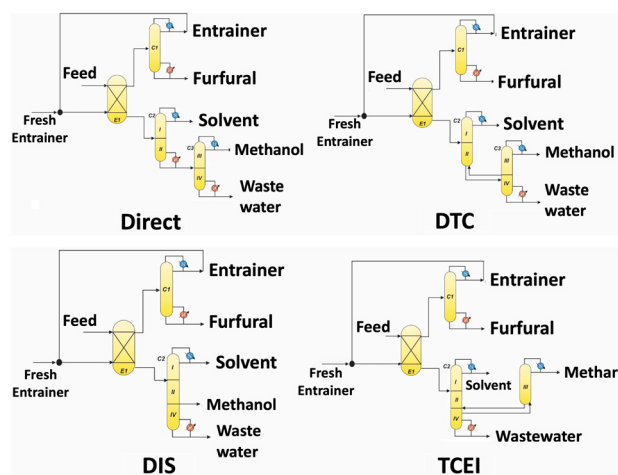 Entrainer
C1
Feed
Furfural
Fresh
Entrainer
E1
C2
I
II
Solvent
C3
III
IV
Methanol
Waste
water
Direct
Entrainer
C1
Feed
Furfural
Fresh
Entrainer
E1
C2
I
II
Solvent
C3
III
IV
Methanol
Waste
water
DTC
Entrainer
C1
Feed
Furfural
Fresh
Entrainer
E1
C2
I
II
IV
Solvent
Methanol
Waste
water
DIS
Entrainer
C1
Feed
Furfural
Fresh
Entrainer
E1
C2
I
II
IV
Solvent
III
Methar
Wastewater
TCEI